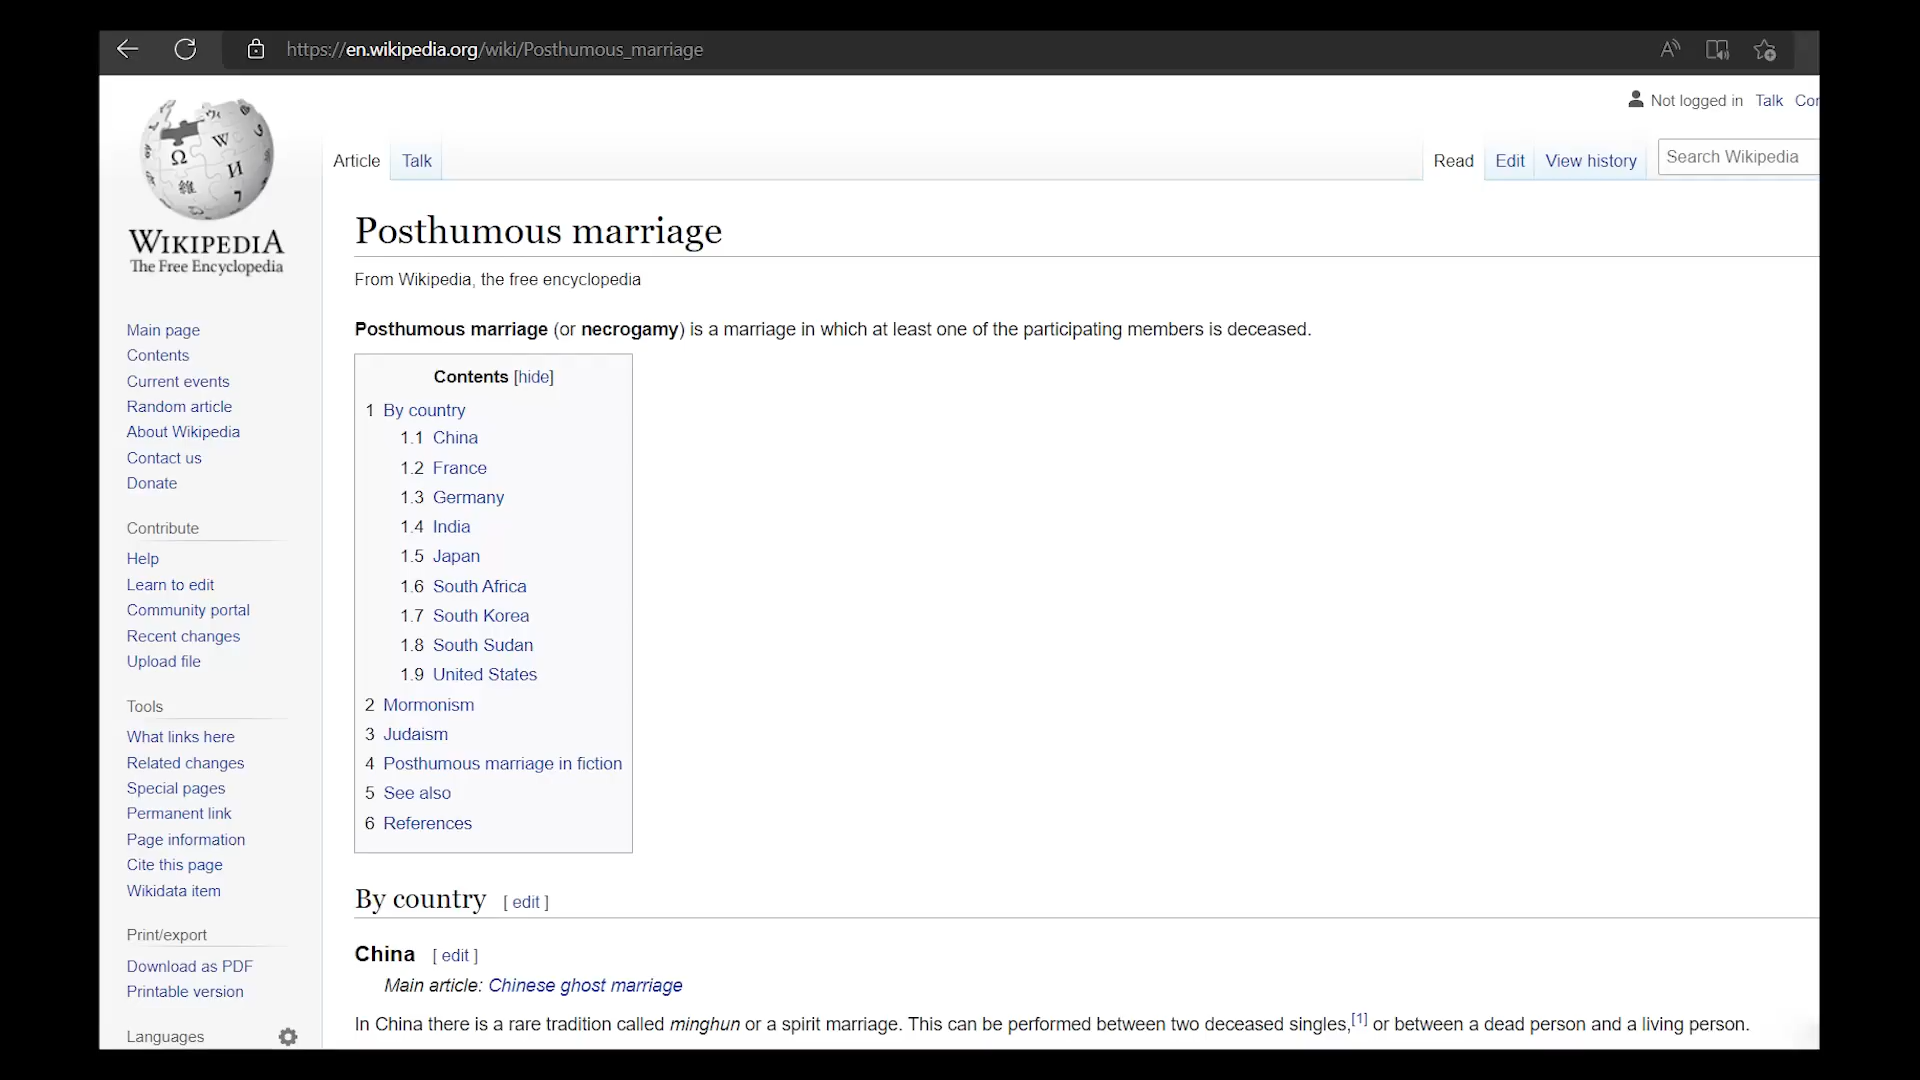 https://en.wikipedia.org/wiki/Posthumous_marriage
Not logged in Talk
WIKIPEDIA
The Free Encyclopedia
Article Talk Read Edit View history Search Wikipedia
Posthumous marriage
From Wikipedia, the free encyclopedia
Posthumous marriage (or necrogamy) is a marriage in which at least one of the participating members is deceased.
Contents [hide]
1 By country
1.1 China
1.2 France
1.3 Germany
1.4 India
1.5 Japan
1.6 South Africa
1.7 South Korea
1.8 South Sudan
1.9 United States
2 Mormonism
3 Judaism
4 Posthumous marriage in fiction
5 See also
6 References
Main page
Contents
Current events
Random article
About Wikipedia
Contact us
Donate
Contribute
Help
Learn to edit
Community portal
Recent changes
Upload file
Tools
What links here
Related changes
Special pages
Permanent link
Page information
Cite this page
Wikidata item
Print/export
Download as PDF
Printable version
Languages
By country [ edit ]
China [ edit ]
Main article: Chinese ghost marriage
In China there is a rare tradition called minghun or a spirit marriage. This can be performed between two deceased singles,[1] or between a dead person and a living person.